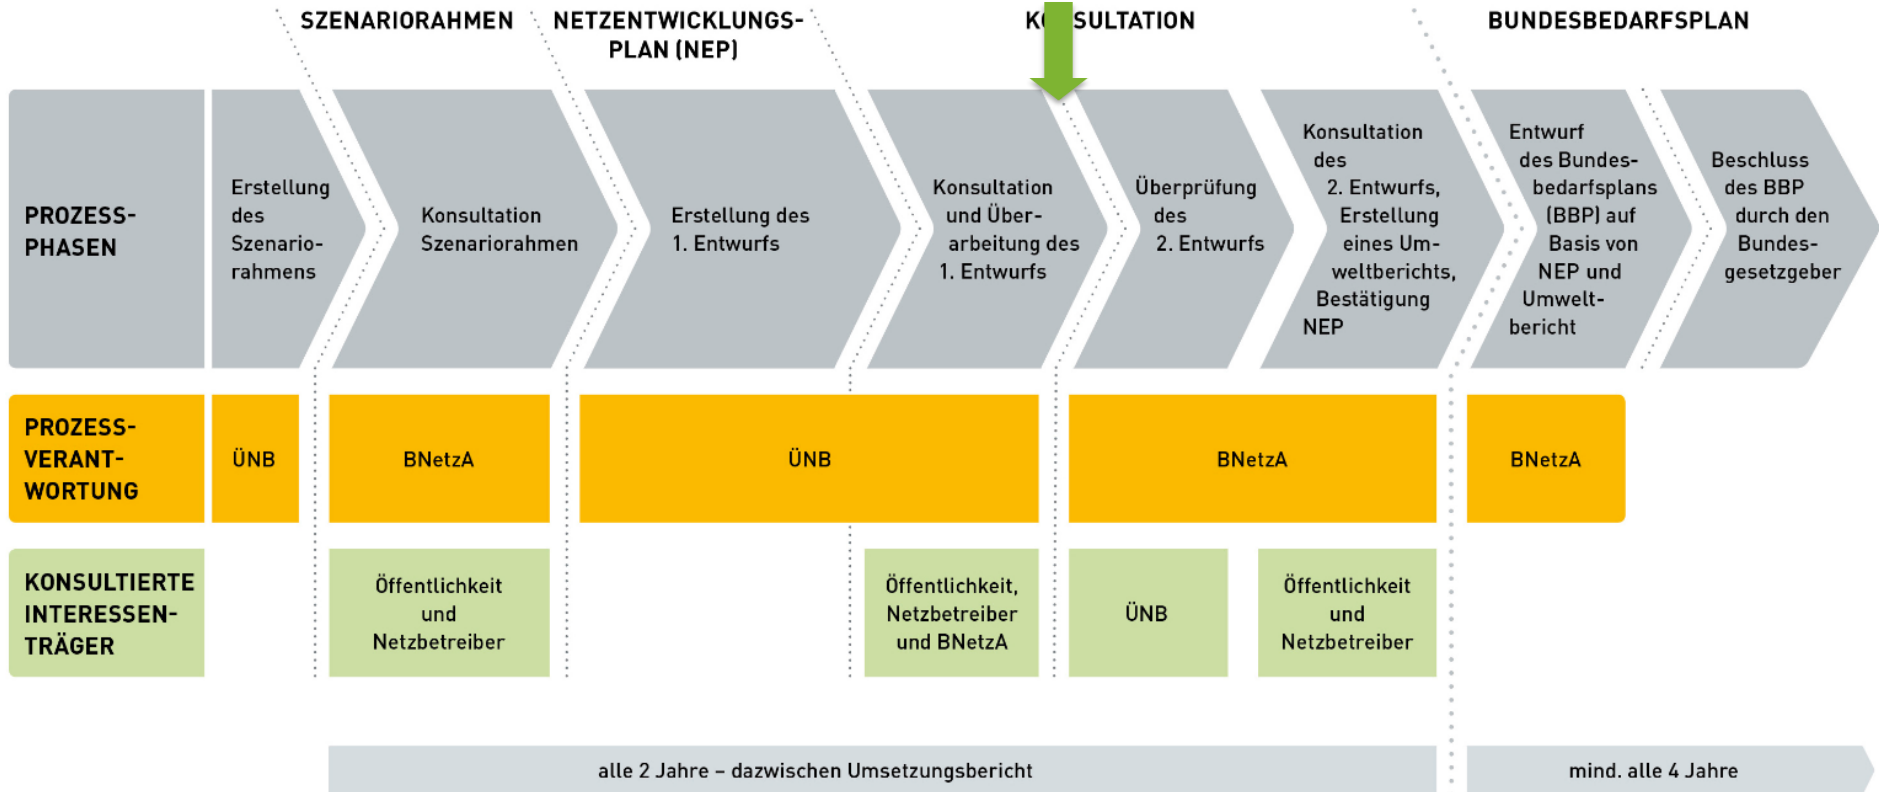 SZENARIORAHMEN
NETZENTWICKLUNGS-
PLAN (NEP)
K SULTATION
BUNDESBEDARFSPLAN
PROZESS-
PHASEN
Erstellung
des
Szenario-
rahmens
Konsultation
Szenariorahmen
Erstellung des
1. Entwurfs
Konsultation
und Über-
arbeitung des
1. Entwurfs
Überprüfung
des
2. Entwurfs
Konsultation
des
2. Entwurfs,
Erstellung
eines Um-
weltberichts,
Bestätigung
NEP
Entwurf
des Bundes-
bedarfsplans
(BBP) auf
Basis von
NEP und
Umwelt-
bericht
Beschluss
des BBP
durch den
Bundes-
gesetzgeber
PROZESS-
VERANT-
WORTUNG
ÜNB
BNetzA
ÜNB
BNetzA
BNetzA
KONSULTIERTE
INTERESSEN-
TRÄGER
Öffentlichkeit
und
Netzbetreiber
Öffentlichkeit,
Netzbetreiber
und BNetzA
ÜNB
Öffentlichkeit
und
Netzbetreiber
alle 2 Jahre – dazwischen Umsetzungsbericht
mind. alle 4 Jahre